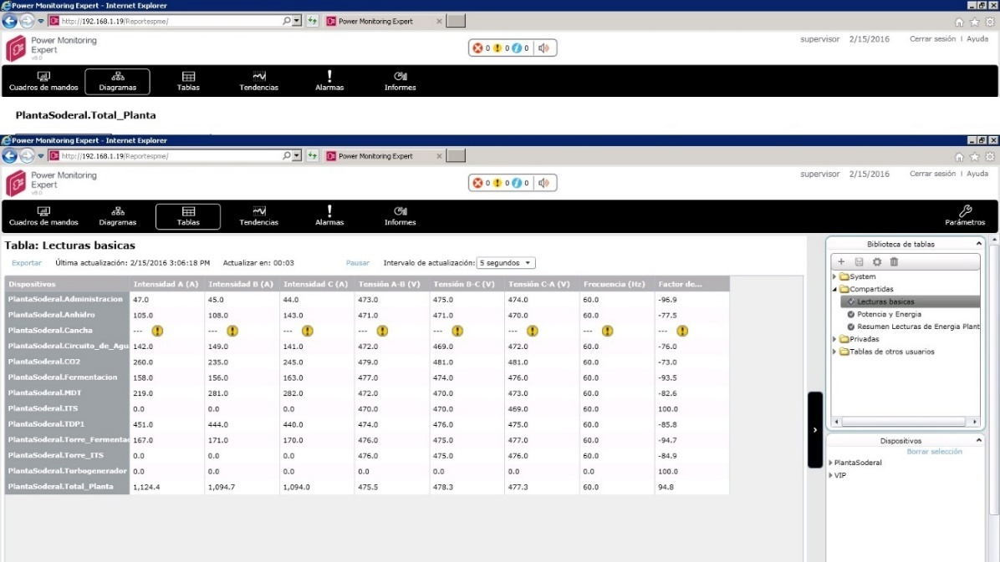 Power Monitoring Expert - Internet Explorer
http://192.168.1.19/Reportespme/
Power Monitoring Expert
Power Monitoring
Expert
v8.0
0 0 0
supervisor 2/15/2016 Cerrar sesión | Ayuda
Cuadros de mandos Diagramas Tablas Tendencias Alarmas Informes
PlantaSoderal.Total_Planta
Power Monitoring Expert - Internet Explorer
http://192.168.1.19/Reportespme/
Power Monitoring Expert
Power Monitoring
Expert
v8.0
0 0 0
supervisor 2/15/2016 Cerrar sesión | Ayuda
Cuadros de mandos Diagramas Tablas Tendencias Alarmas Informes Parámetros
Tabla: Lecturas basicas
Exportar Última actualización: 2/15/2016 3:06:18 PM Actualizar en: 00:03 Pausar Intervalo de actualización: 5 segundos
Dispositivos Intensidad A (A) Intensidad B (A) Intensidad C (A) Tensión A-B (V) Tensión B-C (V) Tensión C-A (V) Frecuencia (Hz) Factor de...
PlantaSoderal.Administracion 47.0 45.0 44.0 473.0 475.0 474.0 60.0 -96.9
PlantaSoderal.Anhidro 105.0 108.0 143.0 471.0 471.0 470.0 60.0 -77.5
PlantaSoderal.Cancha --- --- --- --- --- --- --- ---
PlantaSoderal.Circuito_de_Agu 142.0 149.0 141.0 472.0 469.0 472.0 60.0 -76.0
PlantaSoderal.CO2 260.0 235.0 245.0 479.0 481.0 481.0 60.0 -73.0
PlantaSoderal.Fermentacion 158.0 156.0 163.0 477.0 474.0 476.0 60.0 -93.5
PlantaSoderal.MDT 219.0 281.0 282.0 472.0 470.0 473.0 60.0 -82.6
PlantaSoderal.ITS 0.0 0.0 0.0 470.0 470.0 469.0 60.0 100.0
PlantaSoderal.TDP1 451.0 444.0 440.0 474.0 476.0 475.0 60.0 -85.8
PlantaSoderal.Torre_Fermentac 167.0 171.0 170.0 476.0 475.0 477.0 60.0 -94.7
PlantaSoderal.Torre_ITS 0.0 0.0 0.0 476.0 475.0 476.0 60.0 -84.9
PlantaSoderal.Turbogenerador 0.0 0.0 0.0 0.0 0.0 0.0 0.0 100.0
PlantaSoderal.Total_Planta 1,124.4 1,094.7 1,094.0 475.5 478.3 477.3 60.0 94.8
Biblioteca de tablas
System
Compartidas
Lecturas basicas
Potencia y Energia
Resumen Lecturas de Energia Plant
Privadas
Tablas de otros usuarios
Dispositivos
Borrar selección
PlantaSoderal
VIP